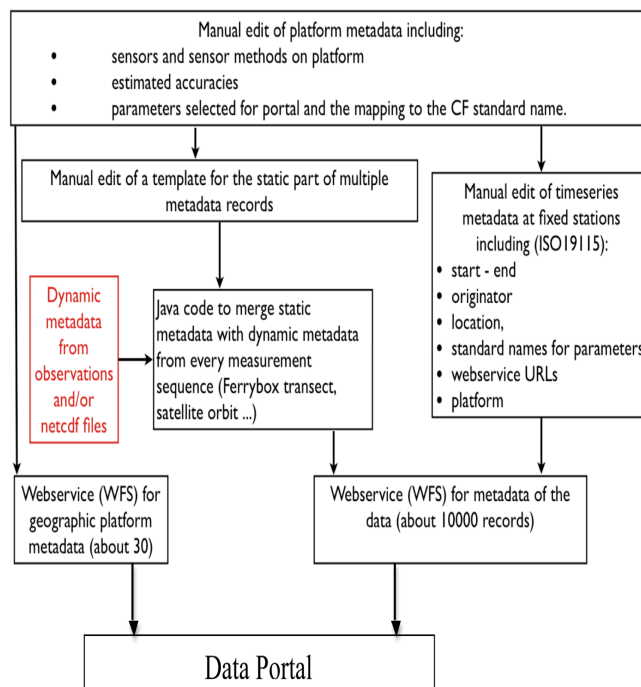 Manual edit of platform metadata including:
• sensors and sensor methods on platform
• estimated accuracies
• parameters selected for portal and the mapping to the CF standard name.
Manual edit of a template for the static part of multiple
metadata records
Manual edit of timeseries
metadata at fixed stations
including (ISO19115):
• start - end
• originator
• location,
• standard names for parameters
• webservice URLs
• platform
Dynamic
metadata
from
observations
and/or
netcdf files
Java code to merge static
metadata with dynamic metadata
from every measurement
sequence (Ferrybox transect,
satellite orbit ...)
Webservice (WFS) for
geographic platform
metadata (about 30)
Webservice (WFS) for metadata of the
data (about 10000 records)
Data Portal